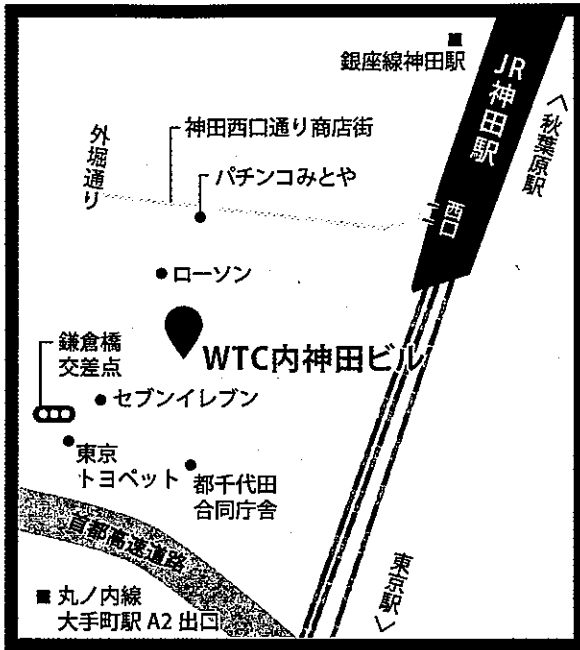 銀座線神田駅
JR神田駅
〈秋葉原駅
西口
神田西口通り商店街
外堀通り
パチンコみとや
ローソン
WTC内神田ビル
鎌倉橋
交差点
セブンイレブン
東京
トヨペット
都千代田
合同庁舎
首都高速道路
東京駅〉
丸ノ内線
大手町駅 A2 出口